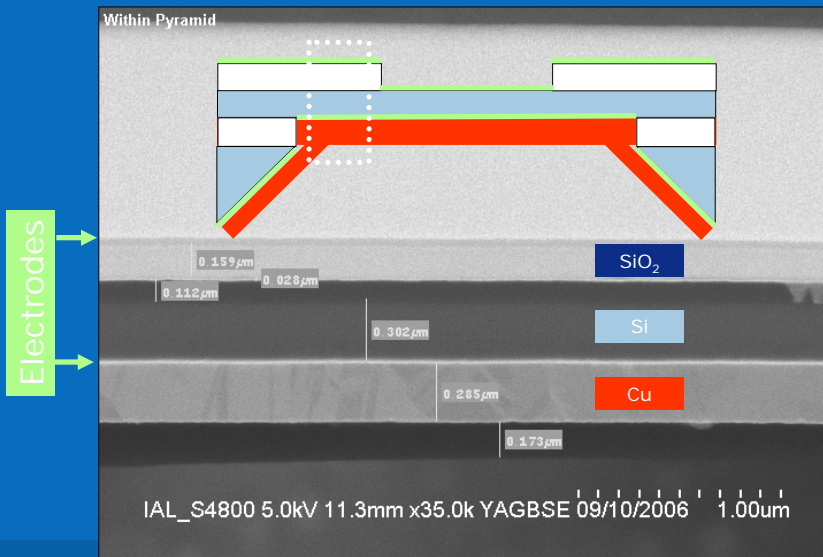 Within Pyramid
Electrodes
0.159µm
0.028µm
0.112µm
SiO₂
0.302µm
Si
0.285µm
Cu
0.173µm
IAL_S4800 5.0kV 11.3mm x35.0k YAGBSE 09/10/2006 1.00um